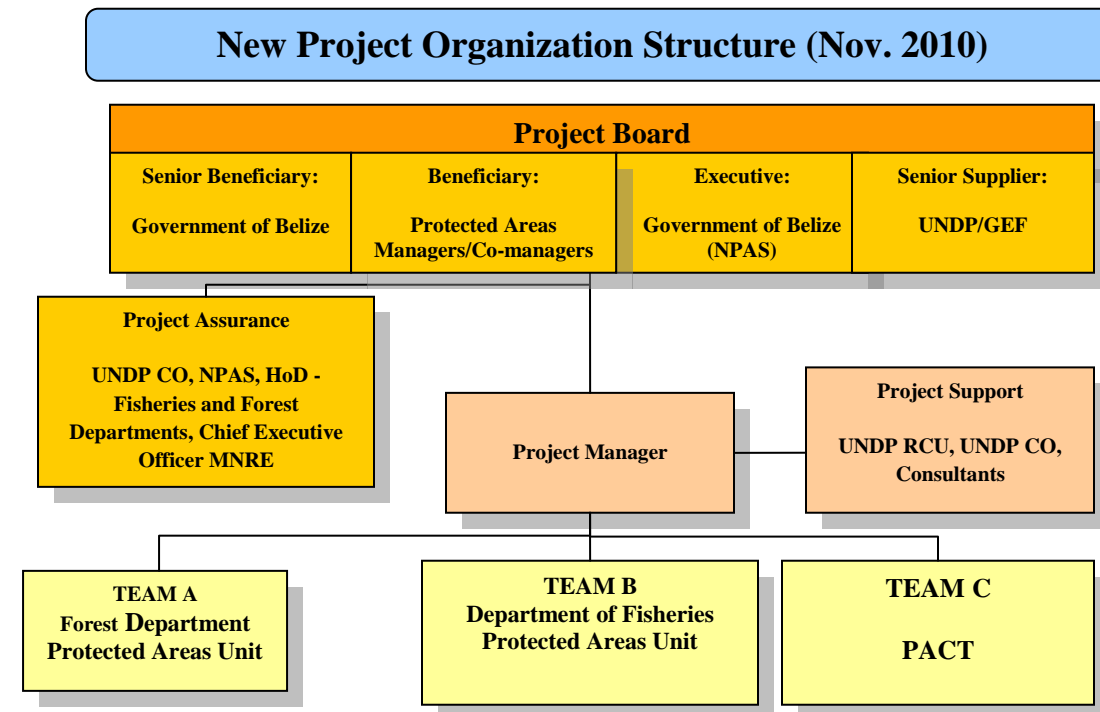 New Project Organization Structure (Nov. 2010)
Project Board
Senior Beneficiary:
Government of Belize
Beneficiary:
Protected Areas
Managers/Co-managers
Executive:
Government of Belize
(NPAS)
Senior Supplier:
UNDP/GEF
Project Assurance
UNDP CO, NPAS, HoD -
Fisheries and Forest
Departments, Chief Executive
Officer MNRE
Project Manager
Project Support
UNDP RCU, UNDP CO,
Consultants
TEAM A
Forest Department
Protected Areas Unit
TEAM B
Department of Fisheries
Protected Areas Unit
TEAM C
PACT